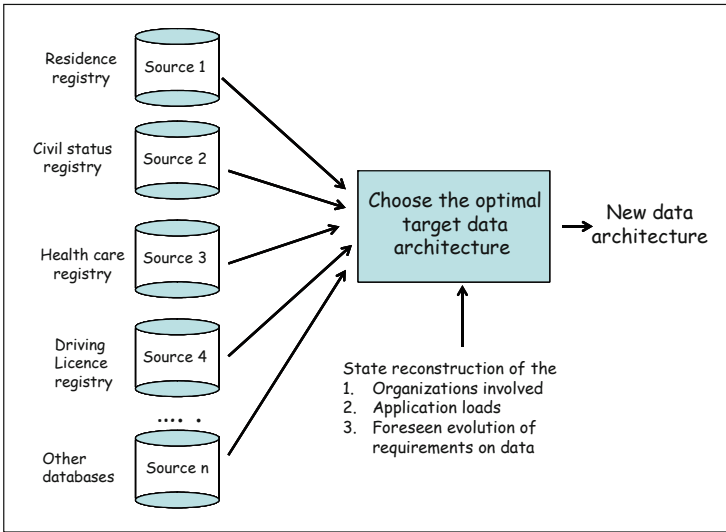 Residence
registry
Source 1
Civil status
registry
Source 2
Health care
registry
Source 3
Driving
Licence
registry
Source 4
..... .
Other
databases
Source n
Choose the optimal
target data
architecture
New data
architecture
State reconstruction of the
1. Organizations involved
2. Application loads
3. Foreseen evolution of
requirements on data